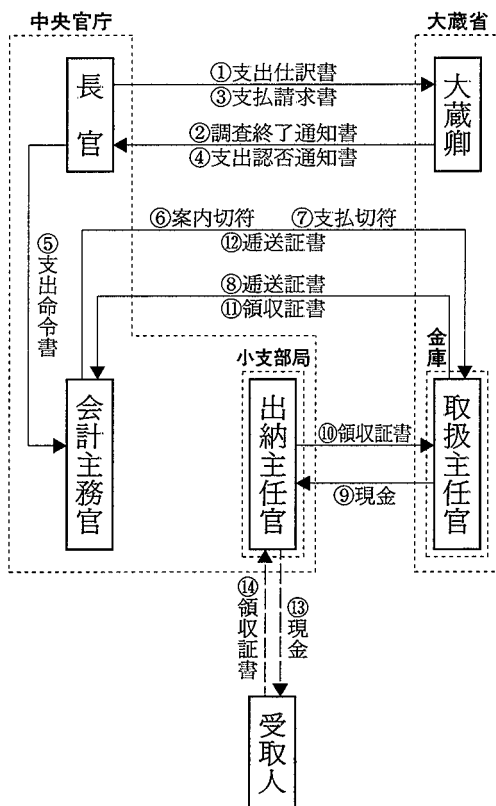 中央官庁
大蔵省
長官
①支出仕訳書
③支払請求書
大蔵卿
②調査終了通知書
④支出認否通知書
⑤支出命令書
⑥案内切符
⑦支払切符
⑫逓送証書
⑧逓送証書
⑪領収証書
小支部局
金庫
会計主務官
出納主任官
⑩領収証書
取扱主任官
⑨現金
⑭領収証書
⑬現金
受取人